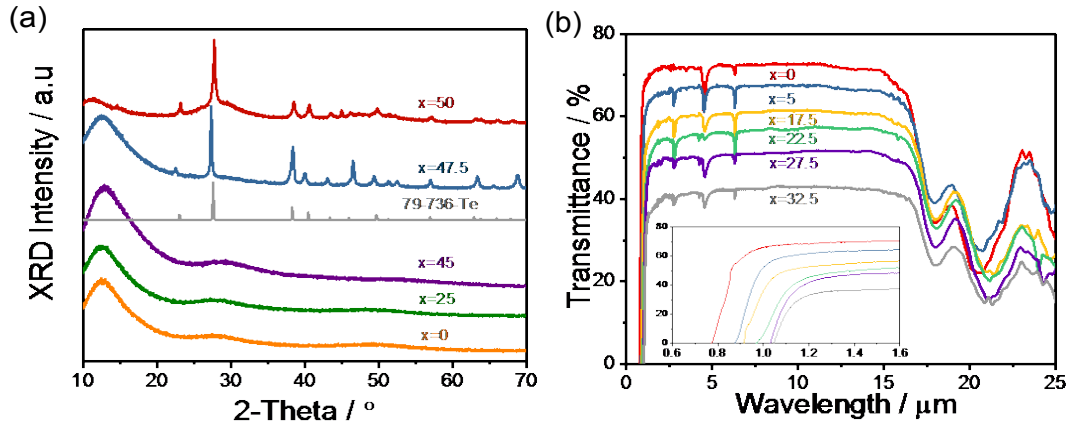 (a)
XRD Intensity / a.u
x=50
x=47.5
79-736-Te
x=45
x=25
x=0
10 20 30 40 50 60 70
2-Theta / °
(b)
Transmittance / %
80
60
40
20
0
x=0
x=5
x=17.5
x=22.5
x=27.5
x=32.5
80
60
40
20
0
0.6 0.8 1.0 1.2 1.4 1.6
0 5 10 15 20 25
Wavelength / μm